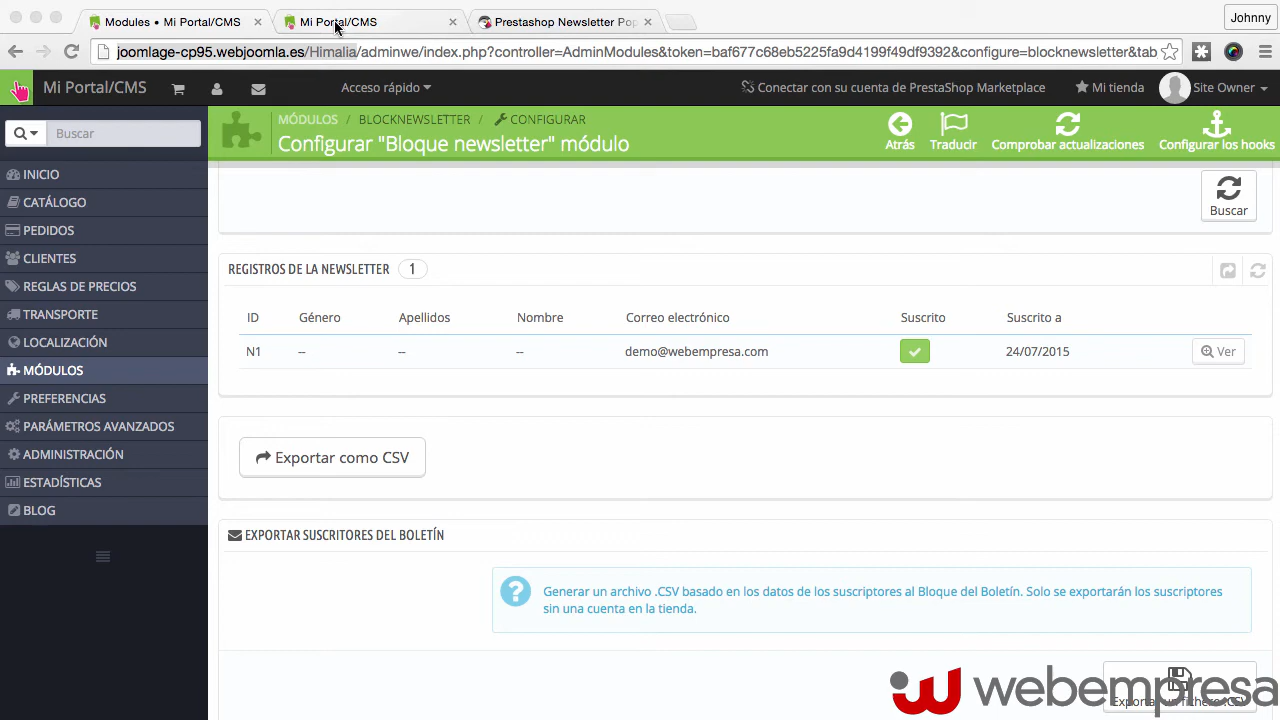 Modules • Mi Portal/CMS
Mi Portal/CMS
Prestashop Newsletter Pop
Johnny
joomlage-cp95.webjoomla.es/Himalia/adminwe/index.php?controller=AdminModules&token=baf677c68eb5225fa9d4199f49df9392&configure=blocknewsletter&tab
Mi Portal/CMS
Acceso rápido
Conectar con su cuenta de PrestaShop Marketplace
Mi tienda
Site Owner
Buscar
MÓDULOS / BLOCKNEWSLETTER / CONFIGURAR
Configurar "Bloque newsletter" módulo
Atrás
Traducir
Comprobar actualizaciones
Configurar los hooks
INICIO
CATÁLOGO
PEDIDOS
CLIENTES
REGLAS DE PRECIOS
TRANSPORTE
LOCALIZACIÓN
MÓDULOS
PREFERENCIAS
PARÁMETROS AVANZADOS
ADMINISTRACIÓN
ESTADÍSTICAS
BLOG
Buscar
REGISTROS DE LA NEWSLETTER 1
ID Género Apellidos Nombre Correo electrónico Suscrito Suscrito a
N1 -- -- -- demo@webempresa.com 24/07/2015 Ver
Exportar como CSV
EXPORTAR SUSCRITORES DEL BOLETÍN
Generar un archivo .CSV basado en los datos de los suscriptores al Bloque del Boletín. Solo se exportarán los suscriptores
sin una cuenta en la tienda.
Exportar un fichero .CSV
webempresa